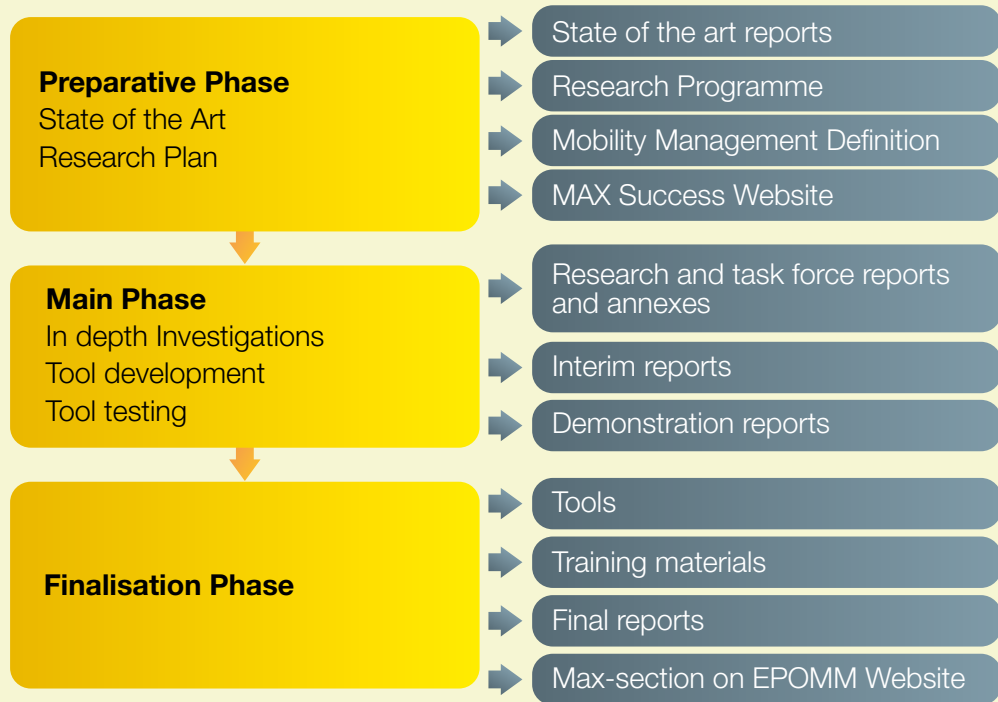 Preparative Phase
State of the Art
Research Plan
State of the art reports
Research Programme
Mobility Management Definition
MAX Success Website
Main Phase
In depth Investigations
Tool development
Tool testing
Research and task force reports
and annexes
Interim reports
Demonstration reports
Finalisation Phase
Tools
Training materials
Final reports
Max-section on EPOMM Website